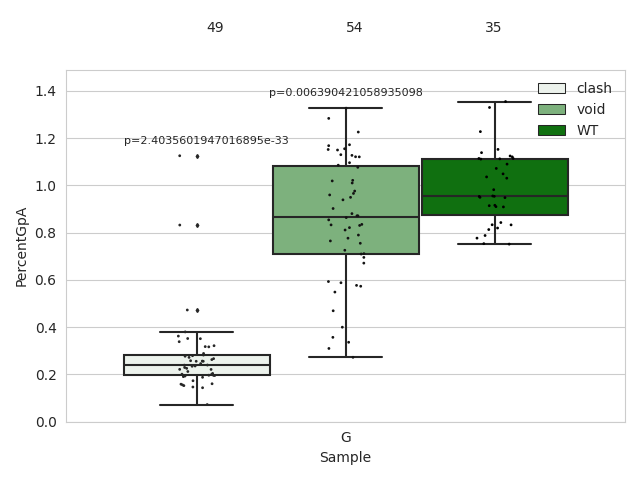 49 54 35
p=0.006390421058935098
p=2.4035601947016895e-33
clash
void
WT
PercentGpA
1.4
1.2
1.0
0.8
0.6
0.4
0.2
0.0
G
Sample